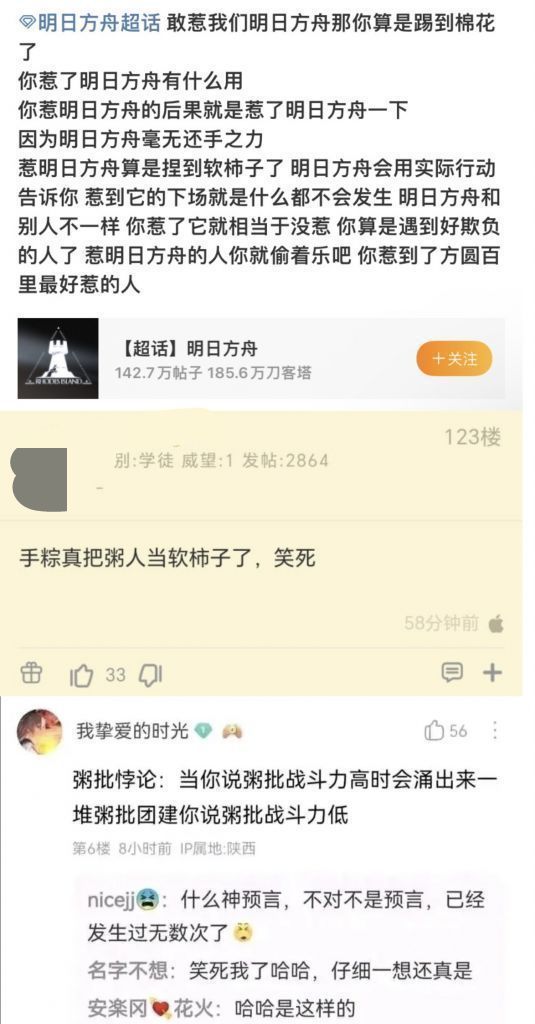 明日方舟超话 敢惹我们明日方舟那你算是踢到棉花
了
你惹了明日方舟有什么用
你惹明日方舟的后果就是惹了明日方舟一下
因为明日方舟毫无还手之力
惹明日方舟算是捏到软柿子了 明日方舟会用实际行动
告诉你 惹到它的下场就是什么都不会发生 明日方舟和
别人不一样 你惹了它就相当于没惹 你算是遇到好欺负
的人了 惹明日方舟的人你就偷着乐吧 你惹到了方圆百
里最好惹的人
RHODES ISLAND
【超话】明日方舟
142.7万帖子 185.6万刀客塔
+关注
123楼
别:学徒 威望:1 发帖:2864
手粽真把粥人当软柿子了，笑死
58分钟前
33
我挚爱的时光
56
粥批悖论：当你说粥批战斗力高时会涌出来一
堆粥批团建你说粥批战斗力低
第6楼 8小时前 IP属地:陕西
nicejj😫：什么神预言，不对不是预言，已经
发生过无数次了😭
名字不想：笑死我了哈哈，仔细一想还真是
安楽冈💘花火：哈哈是这样的